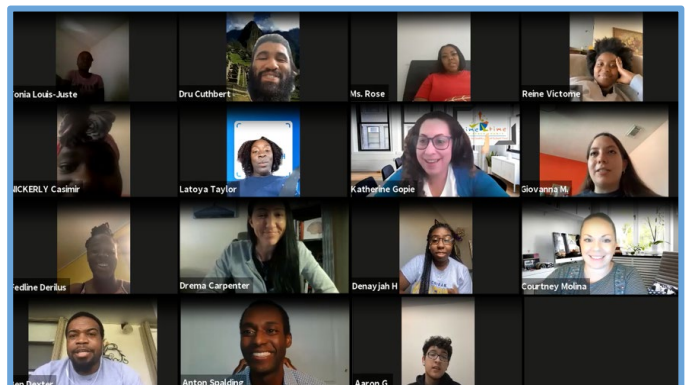 onia Louis-Juste
Dru Cuthbert
Ms. Rose
Reine Victome
NICKERLY Casimir
Latoya Taylor
Katherine Gopie
Giovanna M.
Fedline Derilus
Drema Carpenter
Denayjah H
Courtney Molina
en Dexter
Anton Spalding
Aaron G